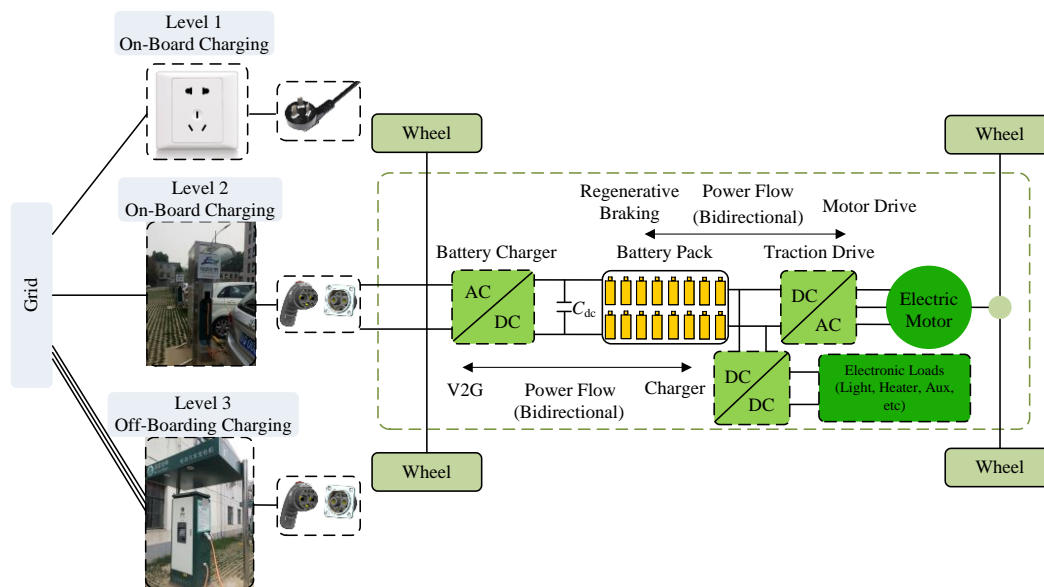 Level 1
On-Board Charging
Level 2
On-Board Charging
Level 3
Off-Boarding Charging
Grid
Wheel
Wheel
Wheel
Wheel
Regenerative
Braking
Power Flow
(Bidirectional)
Motor Drive
Battery Charger
Battery Pack
Traction Drive
AC
DC
C dc
DC
AC
Electric
Motor
V2G
Power Flow
(Bidirectional)
Charger
DC
DC
Electronic Loads
(Light, Heater, Aux,
etc)